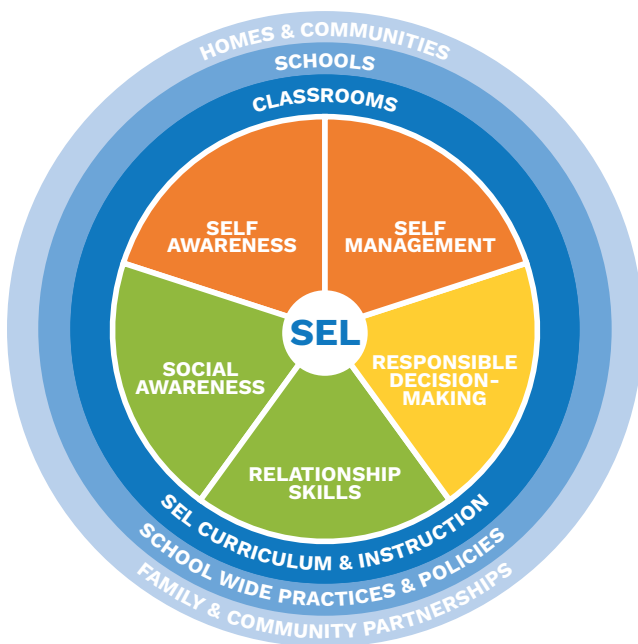 HOMES & COMMUNITIES
SCHOOLS
CLASSROOMS
SELF
AWARENESS
SELF
MANAGEMENT
SEL
SOCIAL
AWARENESS
RESPONSIBLE
DECISION-
MAKING
RELATIONSHIP
SKILLS
SEL CURRICULUM & INSTRUCTION
SCHOOL WIDE PRACTICES & POLICIES
FAMILY & COMMUNITY PARTNERSHIPS